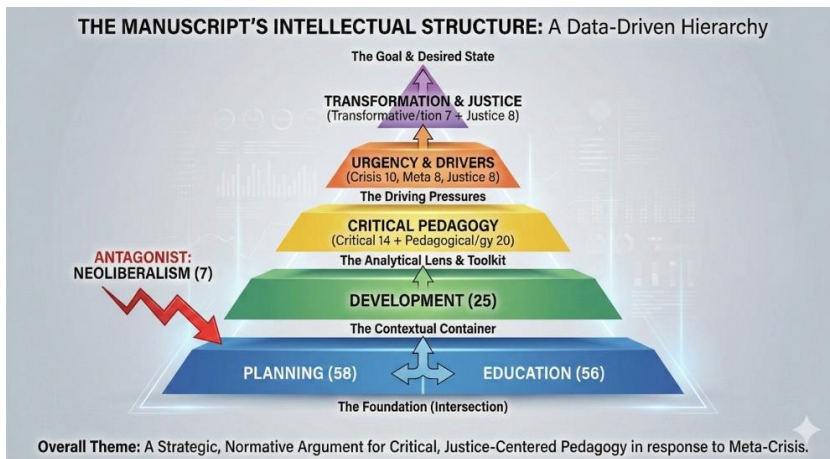 THE MANUSCRIPT'S INTELLECTUAL STRUCTURE: A Data-Driven Hierarchy
The Goal & Desired State
TRANSFORMATION & JUSTICE
(Transformative/tion 7 + Justice 8)
URGENCY & DRIVERS
(Crisis 10, Meta 8, Justice 8)
The Driving Pressures
CRITICAL PEDAGOGY
(Critical 14 + Pedagogical/gy 20)
The Analytical Lens & Toolkit
ANTAGONIST:
NEOLIBERALISM (7)
DEVELOPMENT (25)
The Contextual Container
PLANNING (58)
EDUCATION (56)
The Foundation (Intersection)
Overall Theme: A Strategic, Normative Argument for Critical, Justice-Centered Pedagogy in response to Meta-Crisis.